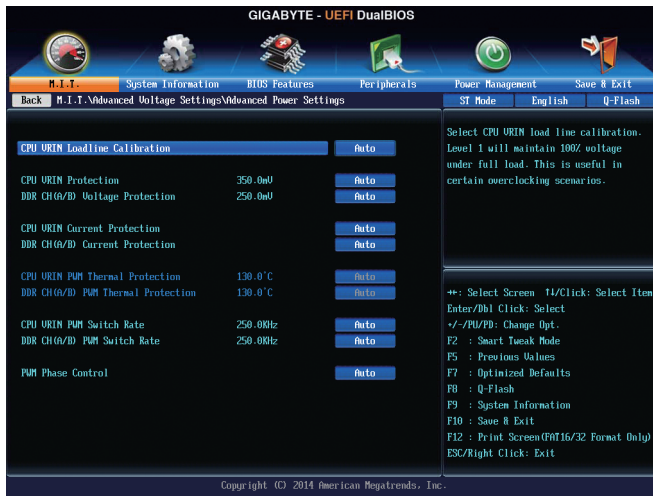 GIGABYTE - UEFI DualBIOS
M.I.T. System Information BIOS Features Peripherals Power Management Save & Exit
Back M.I.T.\Advanced Voltage Settings\Advanced Power Settings ST Mode English Q-Flash
CPU VRIN Loadline Calibration Auto
CPU VRIN Protection 350.0mV Auto
DDR CH(A/B) Voltage Protection 250.0mV Auto
CPU VRIN Current Protection Auto
DDR CH(A/B) Current Protection Auto
CPU VRIN PWM Thermal Protection 130.0°C Auto
DDR CH(A/B) PWM Thermal Protection 130.0°C Auto
CPU VRIN PWM Switch Rate 250.0KHz Auto
DDR CH(A/B) PWM Switch Rate 250.0KHz Auto
PWM Phase Control Auto
Select CPU VRIN load line calibration.
Level 1 will maintain 100% voltage
under full load. This is useful in
certain overclocking scenarios.
→←: Select Screen ↑↓/Click: Select Item
Enter/Dbl Click: Select
+/-/PU/PD: Change Opt.
F2 : Smart Tweak Mode
F5 : Previous Values
F7 : Optimized Defaults
F8 : Q-Flash
F9 : System Information
F10 : Save & Exit
F12 : Print Screen(FAT16/32 Format Only)
ESC/Right Click: Exit
Copyright (C) 2014 American Megatrends, Inc.